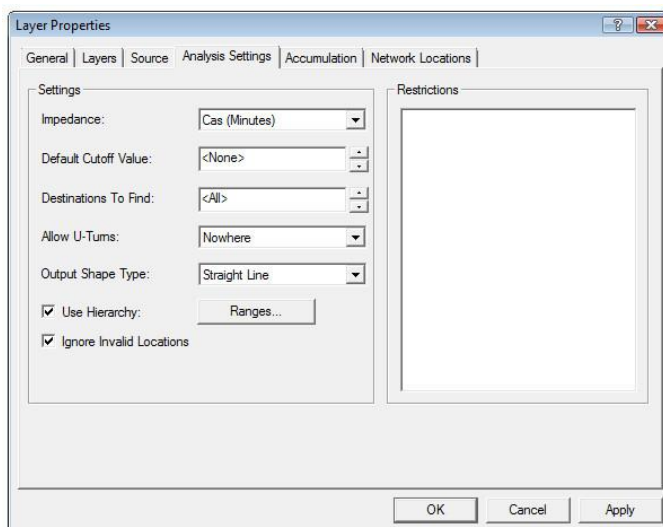 Layer Properties
General Layers Source Analysis Settings Accumulation Network Locations
Settings
Impedance: Cas (Minutes)
Default Cutoff Value: <None>
Destinations To Find: <All>
Allow U-Turns: Nowhere
Output Shape Type: Straight Line
Use Hierarchy: Ranges...
Ignore Invalid Locations
Restrictions
OK Cancel Apply